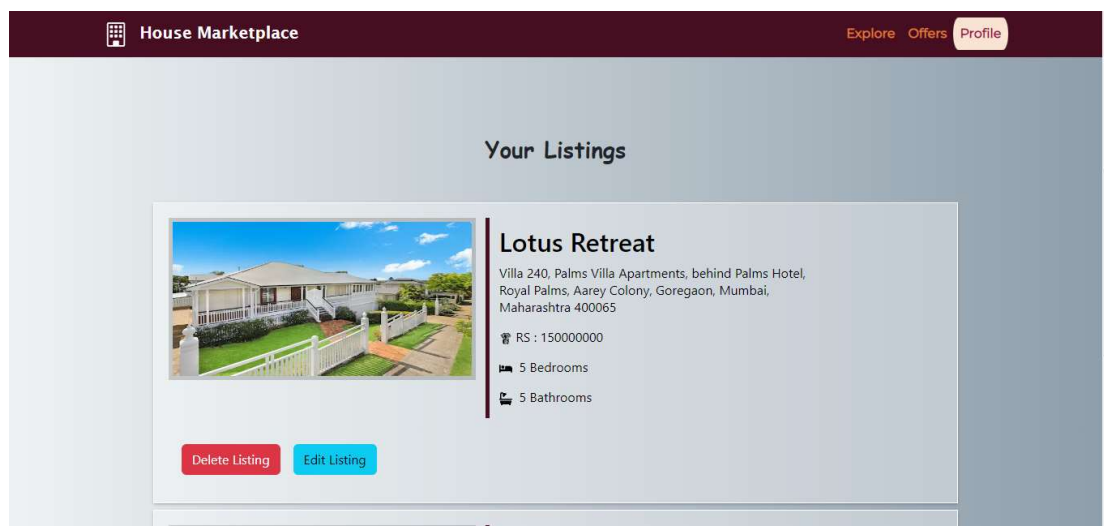 House Marketplace
Explore Offers Profile
Your Listings
Lotus Retreat
Villa 240, Palms Villa Apartments, behind Palms Hotel,
Royal Palms, Aarey Colony, Goregaon, Mumbai,
Maharashtra 400065
RS : 150000000
5 Bedrooms
5 Bathrooms
Delete Listing Edit Listing